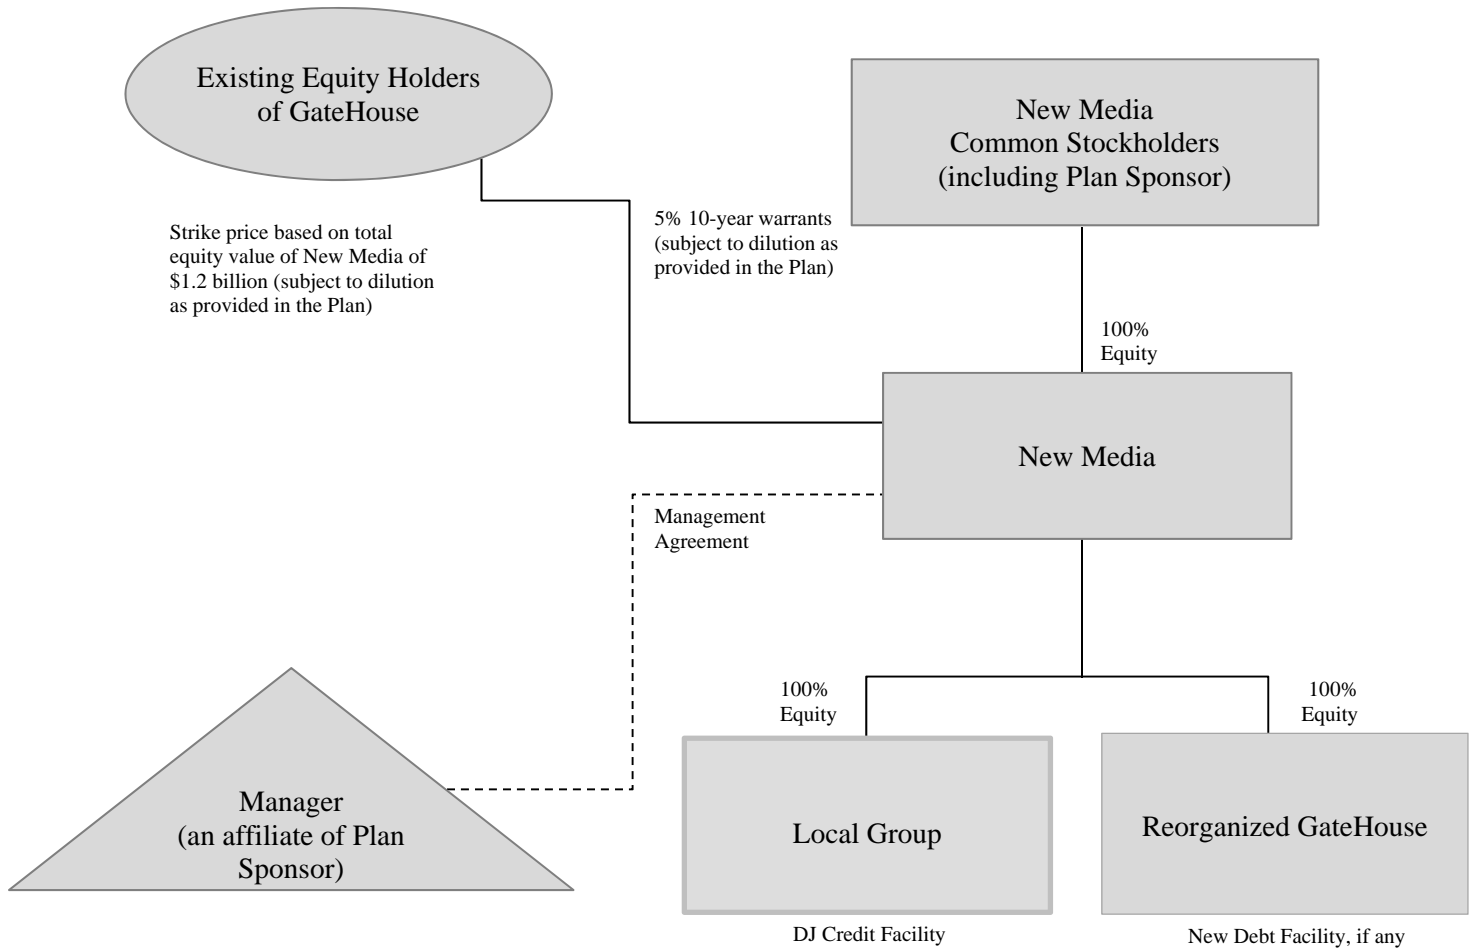 Existing Equity Holders
of GateHouse
New Media
Common Stockholders
(including Plan Sponsor)
Strike price based on total
equity value of New Media of
$1.2 billion (subject to dilution
as provided in the Plan)
5% 10-year warrants
(subject to dilution as
provided in the Plan)
100%
Equity
New Media
Management
Agreement
100%
Equity
100%
Equity
Manager
(an affiliate of Plan
Sponsor)
Local Group
Reorganized GateHouse
DJ Credit Facility
New Debt Facility, if any